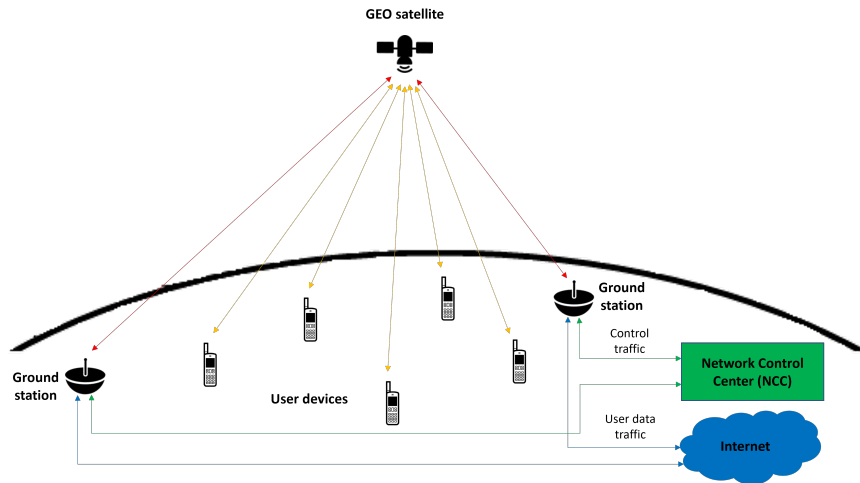 GEO satellite
Ground
station
Control
traffic
Network Control
Center (NCC)
Ground
station
User devices
User data
traffic
Internet